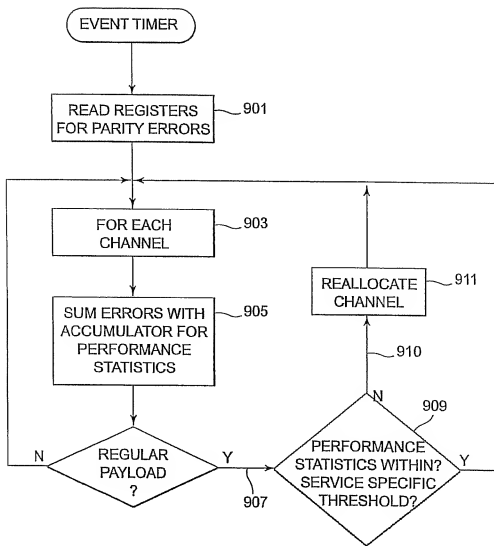 EVENT TIMER
READ REGISTERS
FOR PARITY ERRORS
901
FOR EACH
CHANNEL
903
SUM ERRORS WITH
ACCUMULATOR FOR
PERFORMANCE
STATISTICS
905
REALLOCATE
CHANNEL
911
910
N
REGULAR
PAYLOAD
?
Y
907
N
909
PERFORMANCE
STATISTICS WITHIN?
SERVICE SPECIFIC
THRESHOLD?
Y